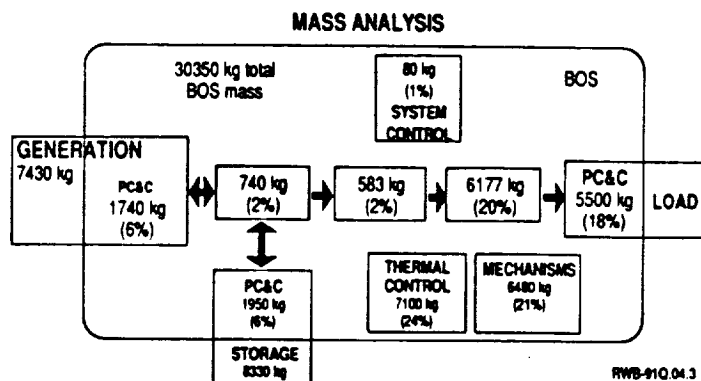 MASS ANALYSIS
30350 kg total
BOS mass
80 kg
(1%)
SYSTEM
CONTROL
BOS
GENERATION
7430 kg
PC&C
1740 kg
(6%)
740 kg
(2%)
583 kg
(2%)
6177 kg
(20%)
PC&C
5500 kg
(18%)
LOAD
PC&C
1950 kg
(6%)
STORAGE
8330 kg
THERMAL
CONTROL
7100 kg
(24%)
MECHANISMS
6480 kg
(21%)
RWB-91Q.04.3